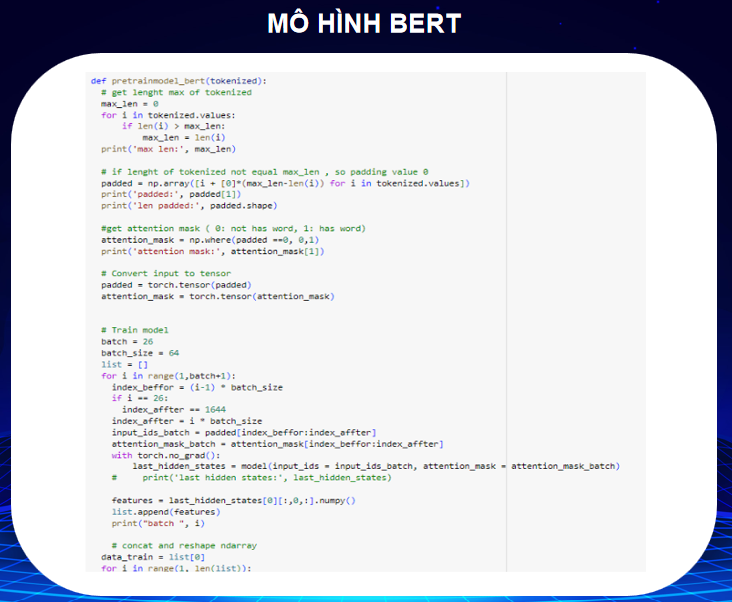 MÔ HÌNH BERT
def pretrainmodel_bert(tokenized):
# get lenght max of tokenized
max_len = 0
for i in tokenized.values:
if len(i) > max_len:
max_len = len(i)
print('max len:', max_len)
# if lenght of tokenized not equal max_len , so padding value 0
padded = np.array([i + [0]*(max_len-len(i)) for i in tokenized.values])
print('padded:', padded[1])
print('len padded:', padded.shape)
#get attention mask ( 0: not has word, 1: has word)
attention_mask = np.where(padded ==0, 0,1)
print('attention mask:', attention_mask[1])
# Convert input to tensor
padded = torch.tensor(padded)
attention_mask = torch.tensor(attention_mask)
# Train model
batch = 26
batch_size = 64
list = []
for i in range(1,batch+1):
index_beffor = (i-1) * batch_size
if i == 26:
index_affter == 1644
index_affter = i * batch_size
input_ids_batch = padded[index_beffor:index_affter]
attention_mask_batch = attention_mask[index_beffor:index_affter]
with torch.no_grad():
last_hidden_states = model(input_ids = input_ids_batch, attention_mask = attention_mask_batch)
# print('last hidden states:', last_hidden_states)
features = last_hidden_states[0][:,0,:].numpy()
list.append(features)
print("batch ", i)
# concat and reshape ndarray
data_train = list[0]
for i in range(1, len(list)):